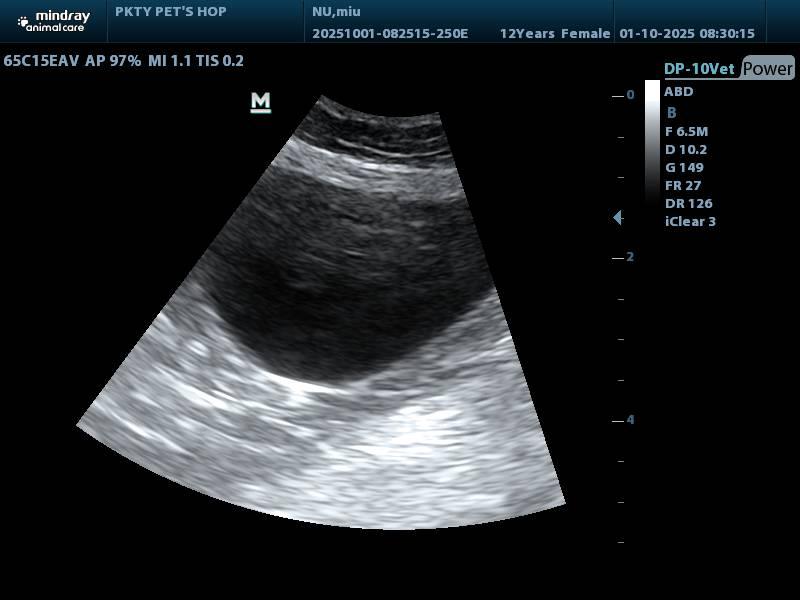 mindray
animal care
PKTY PET'S HOP
NU,miu
20251001-082515-250E
12Years Female
01-10-2025 08:30:15
65C15EAV AP 97% MI 1.1 TIS 0.2
DP-10Vet
Power
M
ABD
B
F 6.5M
D 10.2
G 149
FR 27
DR 126
iClear 3
0
2
4